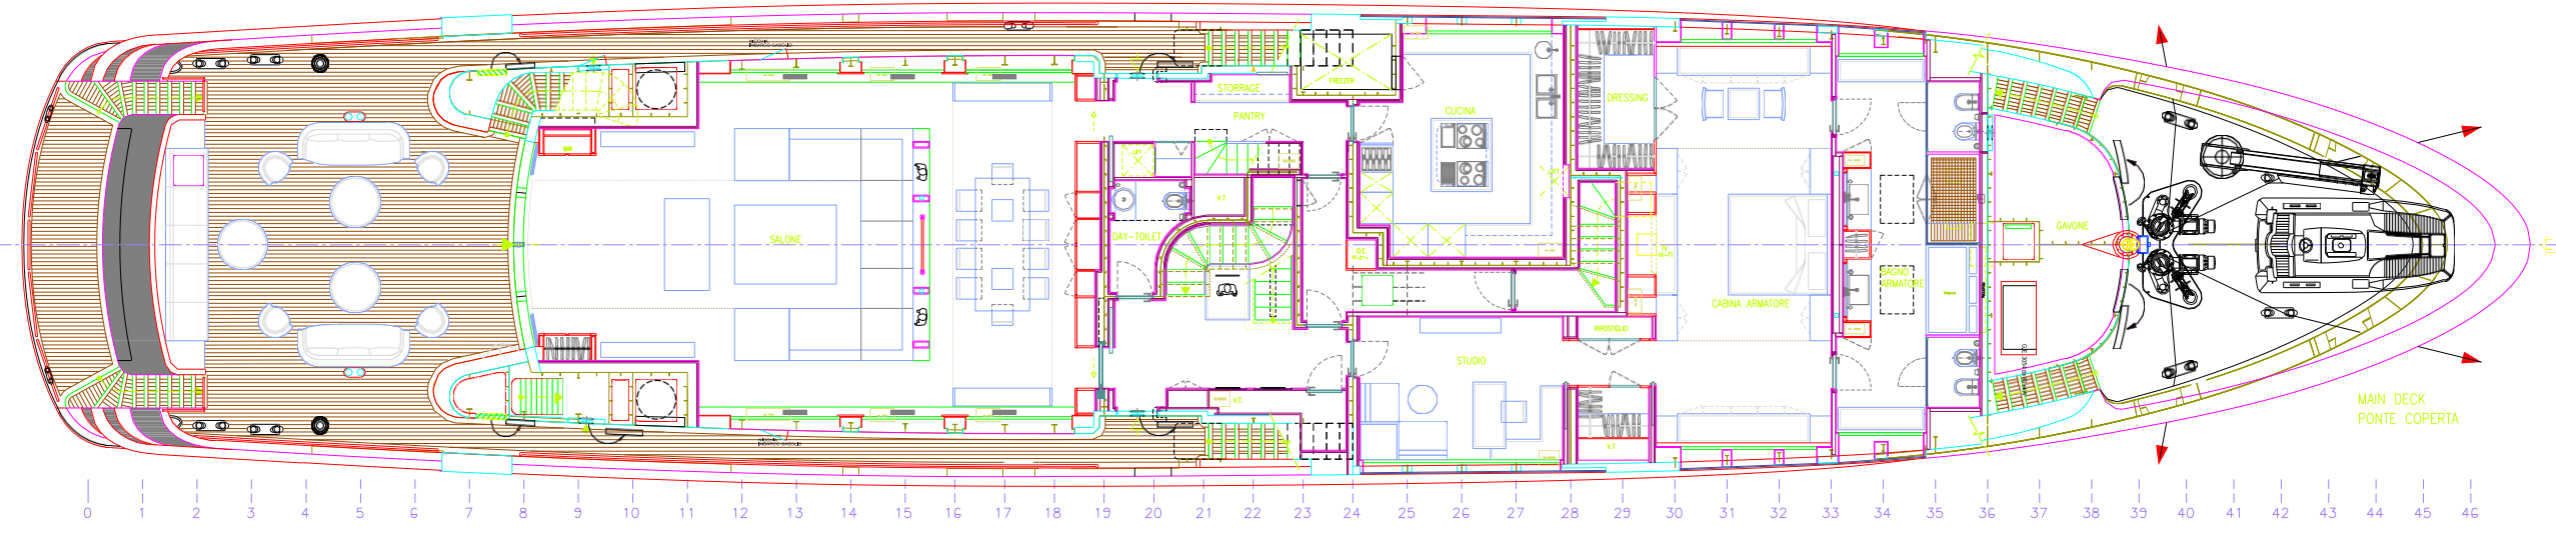 FREEZER
STORRAGE
PANTRY
CUCINA
DRESSING
BAR
V.T.
DAY-TOILET
SALONE
GAVONE
QE
BAGNO
ARMATORE
CABINA ARMATORE
RIPOSTIGLIO
STUDIO
V.T.
V.T.
MAIN DECK
PONTE COPERTA
0 1 2 3 4 5 6 7 8 9 10 11 12 13 14 15 16 17 18 19 20 21 22 23 24 25 26 27 28 29 30 31 32 33 34 35 36 37 38 39 40 41 42 43 44 45 46